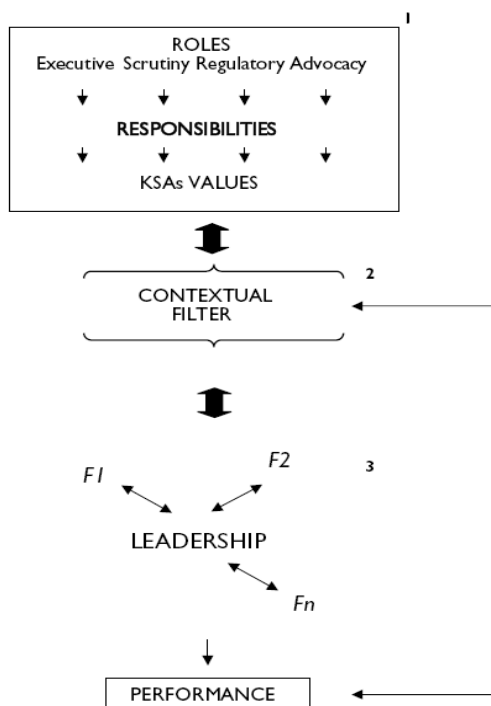 1
ROLES
Executive Scrutiny Regulatory Advocacy
RESPONSIBILITIES
KSAs VALUES
2
CONTEXTUAL
FILTER
3
F1
F2
LEADERSHIP
Fn
PERFORMANCE